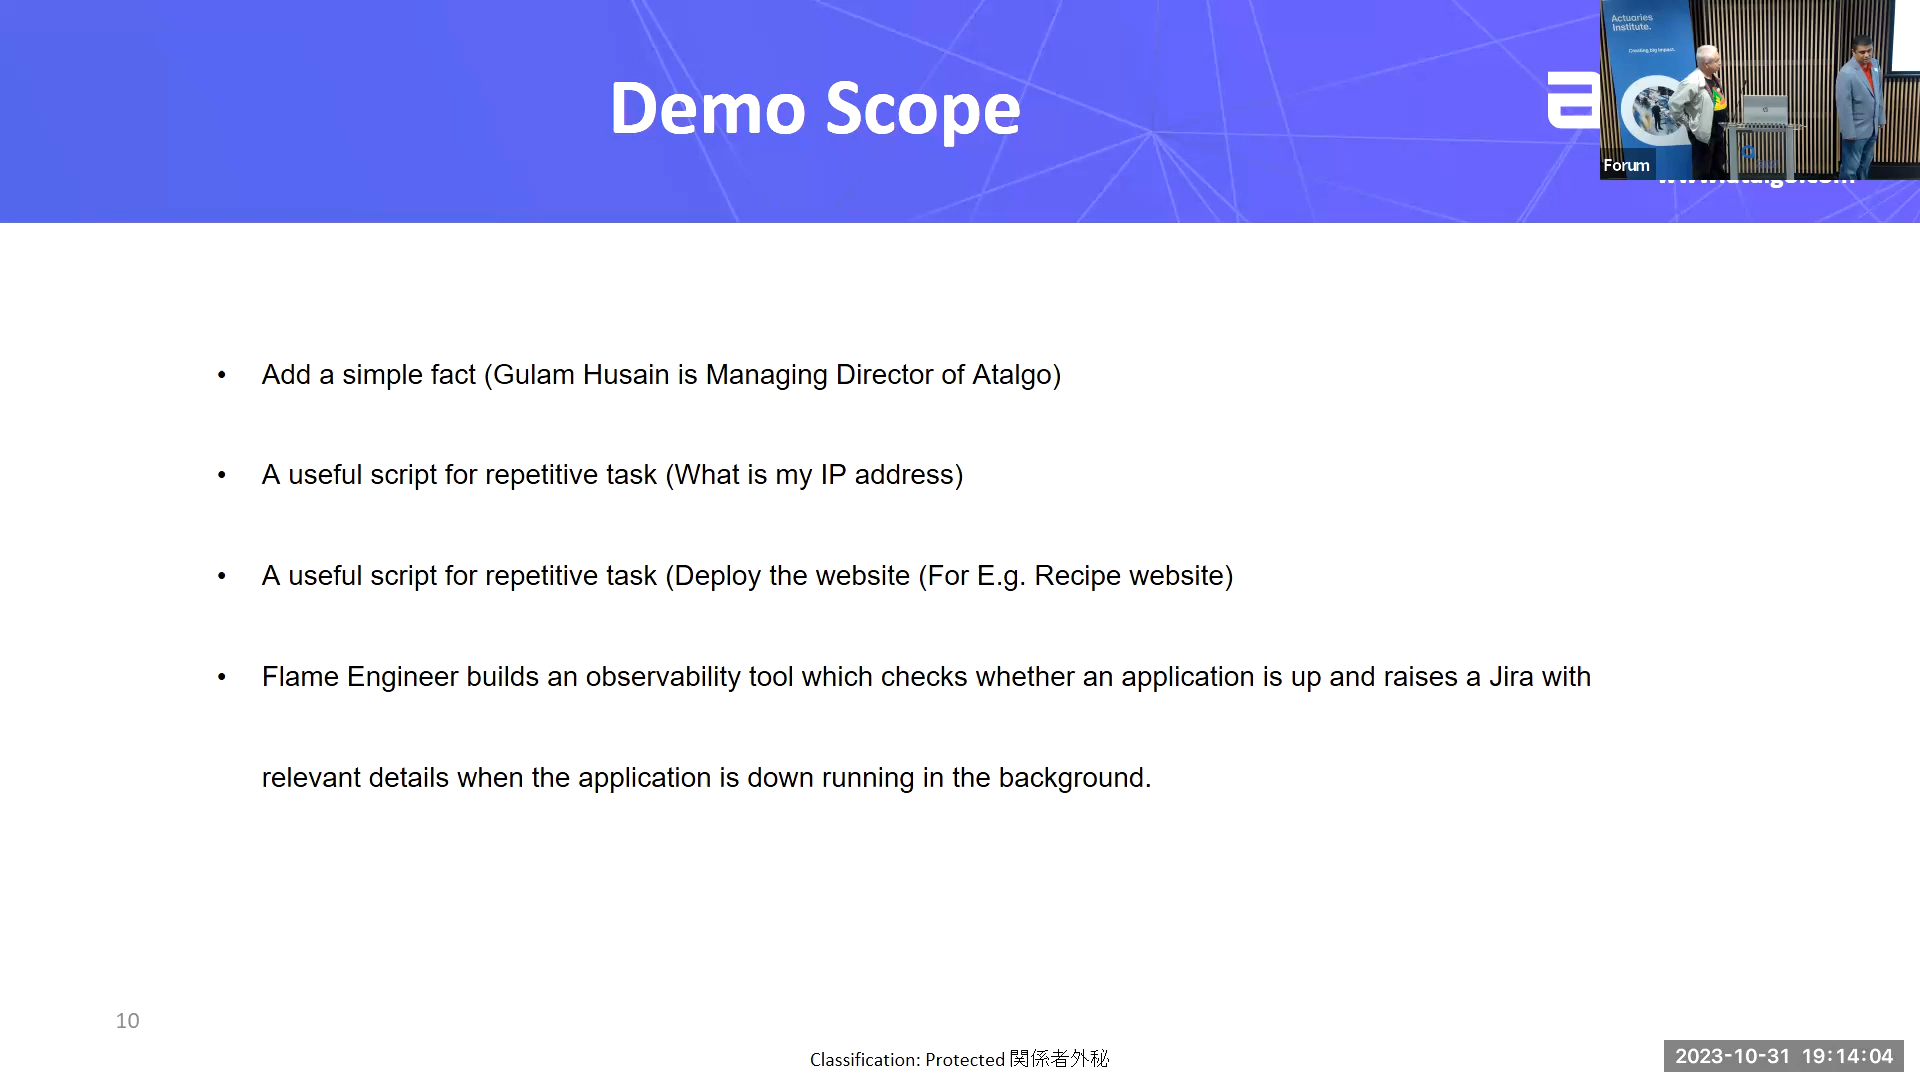 Demo Scope
a
Actuaries
Institute.
Creating big impact.
Forum
• Add a simple fact (Gulam Husain is Managing Director of Atalgo)
• A useful script for repetitive task (What is my IP address)
• A useful script for repetitive task (Deploy the website (For E.g. Recipe website)
• Flame Engineer builds an observability tool which checks whether an application is up and raises a Jira with
relevant details when the application is down running in the background.
10
Classification: Protected 関係者外秘
2023-10-31 19:14:04